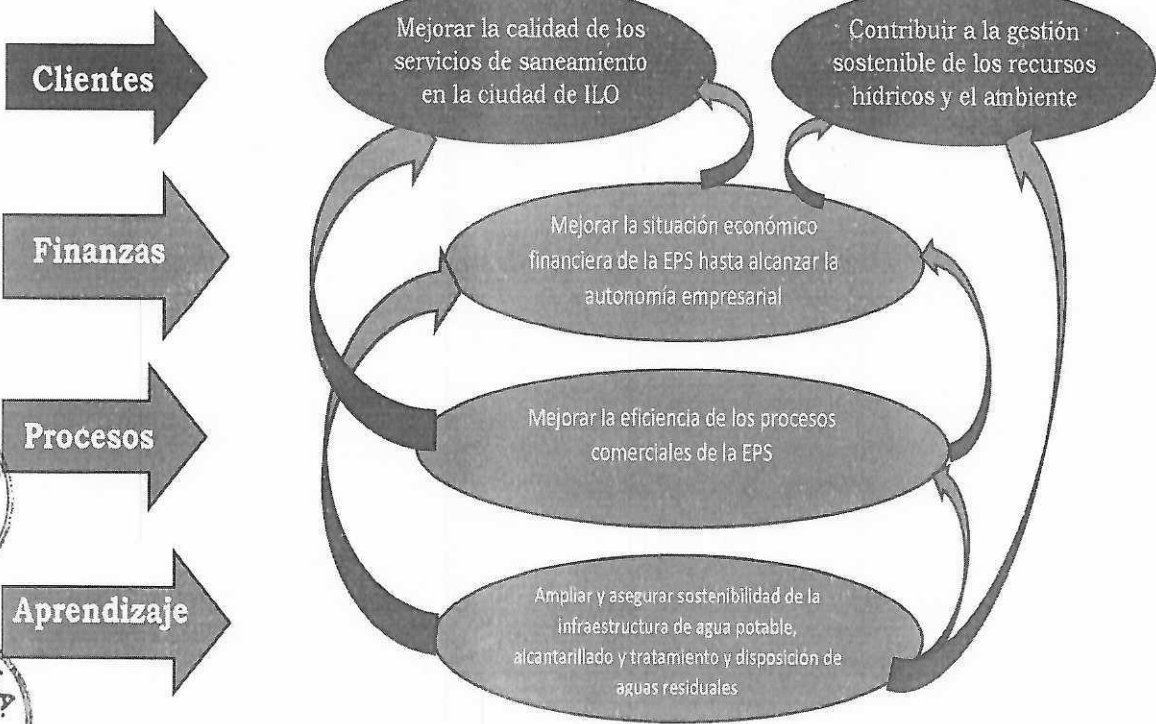 Clientes
Mejorar la calidad de los
servicios de saneamiento
en la ciudad de ILO
Contribuir a la gestión
sostenible de los recursos
hídricos y el ambiente
Finanzas
Mejorar la situación económico
financiera de la EPS hasta alcanzar la
autonomía empresarial
Procesos
Mejorar la eficiencia de los procesos
comerciales de la EPS
Aprendizaje
Ampliar y asegurar sostenibilidad de la
infraestructura de agua potable,
alcantarillado y tratamiento y disposición de
aguas residuales